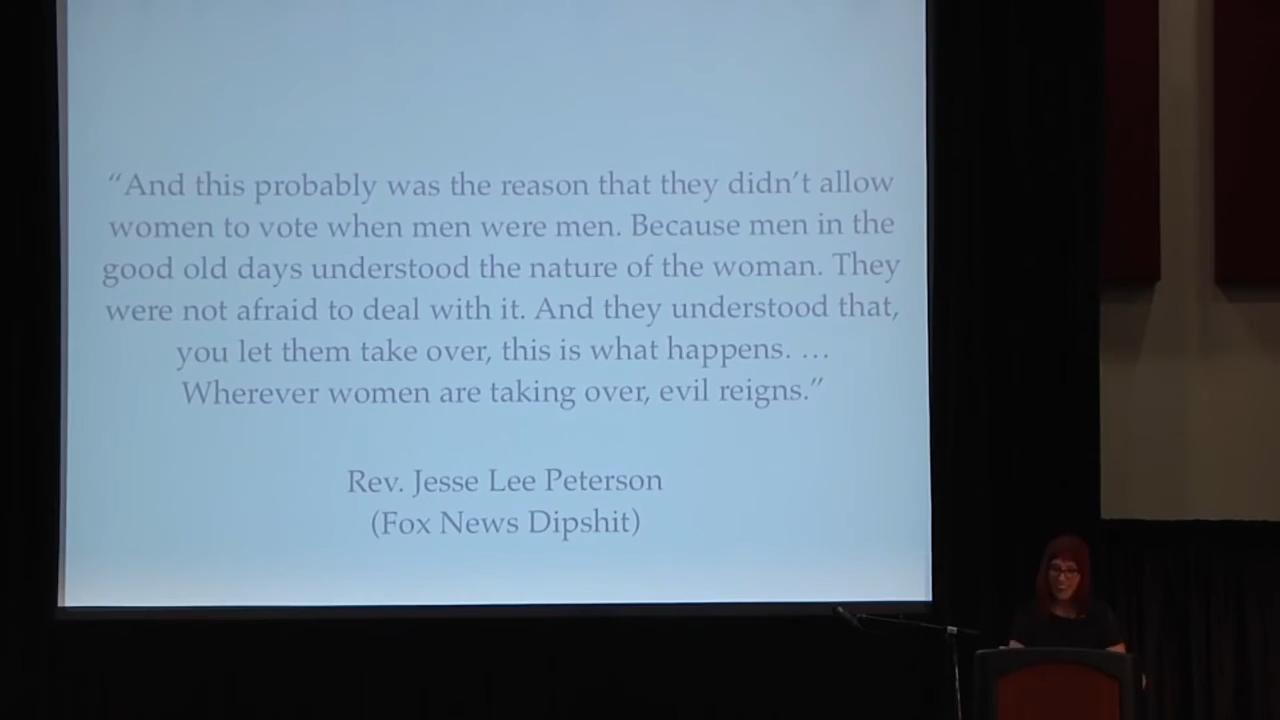 “And this probably was the reason that they didn’t allow
women to vote when men were men. Because men in the
good old days understood the nature of the woman. They
were not afraid to deal with it. And they understood that,
you let them take over, this is what happens. …
Wherever women are taking over, evil reigns.”
Rev. Jesse Lee Peterson
(Fox News Dipshit)